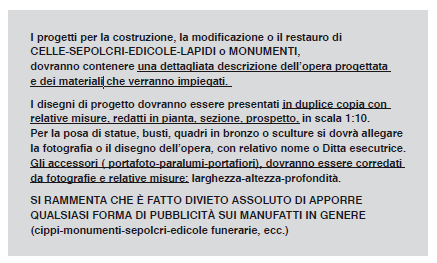 I progetti per la costruzione, la modificazione o il restauro di
CELLE-SEPOLCRI-EDICOLE-LAPIDI o MONUMENTI,
dovranno contenere una dettagliata descrizione dell'opera progettata
e dei materiali che verranno impiegati.
I disegni di progetto dovranno essere presentati in duplice copia con
relative misure, redatti in pianta, sezione, prospetto, in scala 1:10.
Per la posa di statue, busti, quadri in bronzo o sculture si dovrà allegare
la fotografia o il disegno dell'opera, con relativo nome o Ditta esecutrice.
Gli accessori ( portafoto-paralumi-portafiori), dovranno essere corredati
da fotografie e relative misure; larghezza-altezza-profondità.
SI RAMMENTA CHE È FATTO DIVIETO ASSOLUTO DI APPORRE
QUALSIASI FORMA DI PUBBLICITÀ SUI MANUFATTI IN GENERE
(cippi-monumenti-sepolcri-edicole funerarie, ecc.)